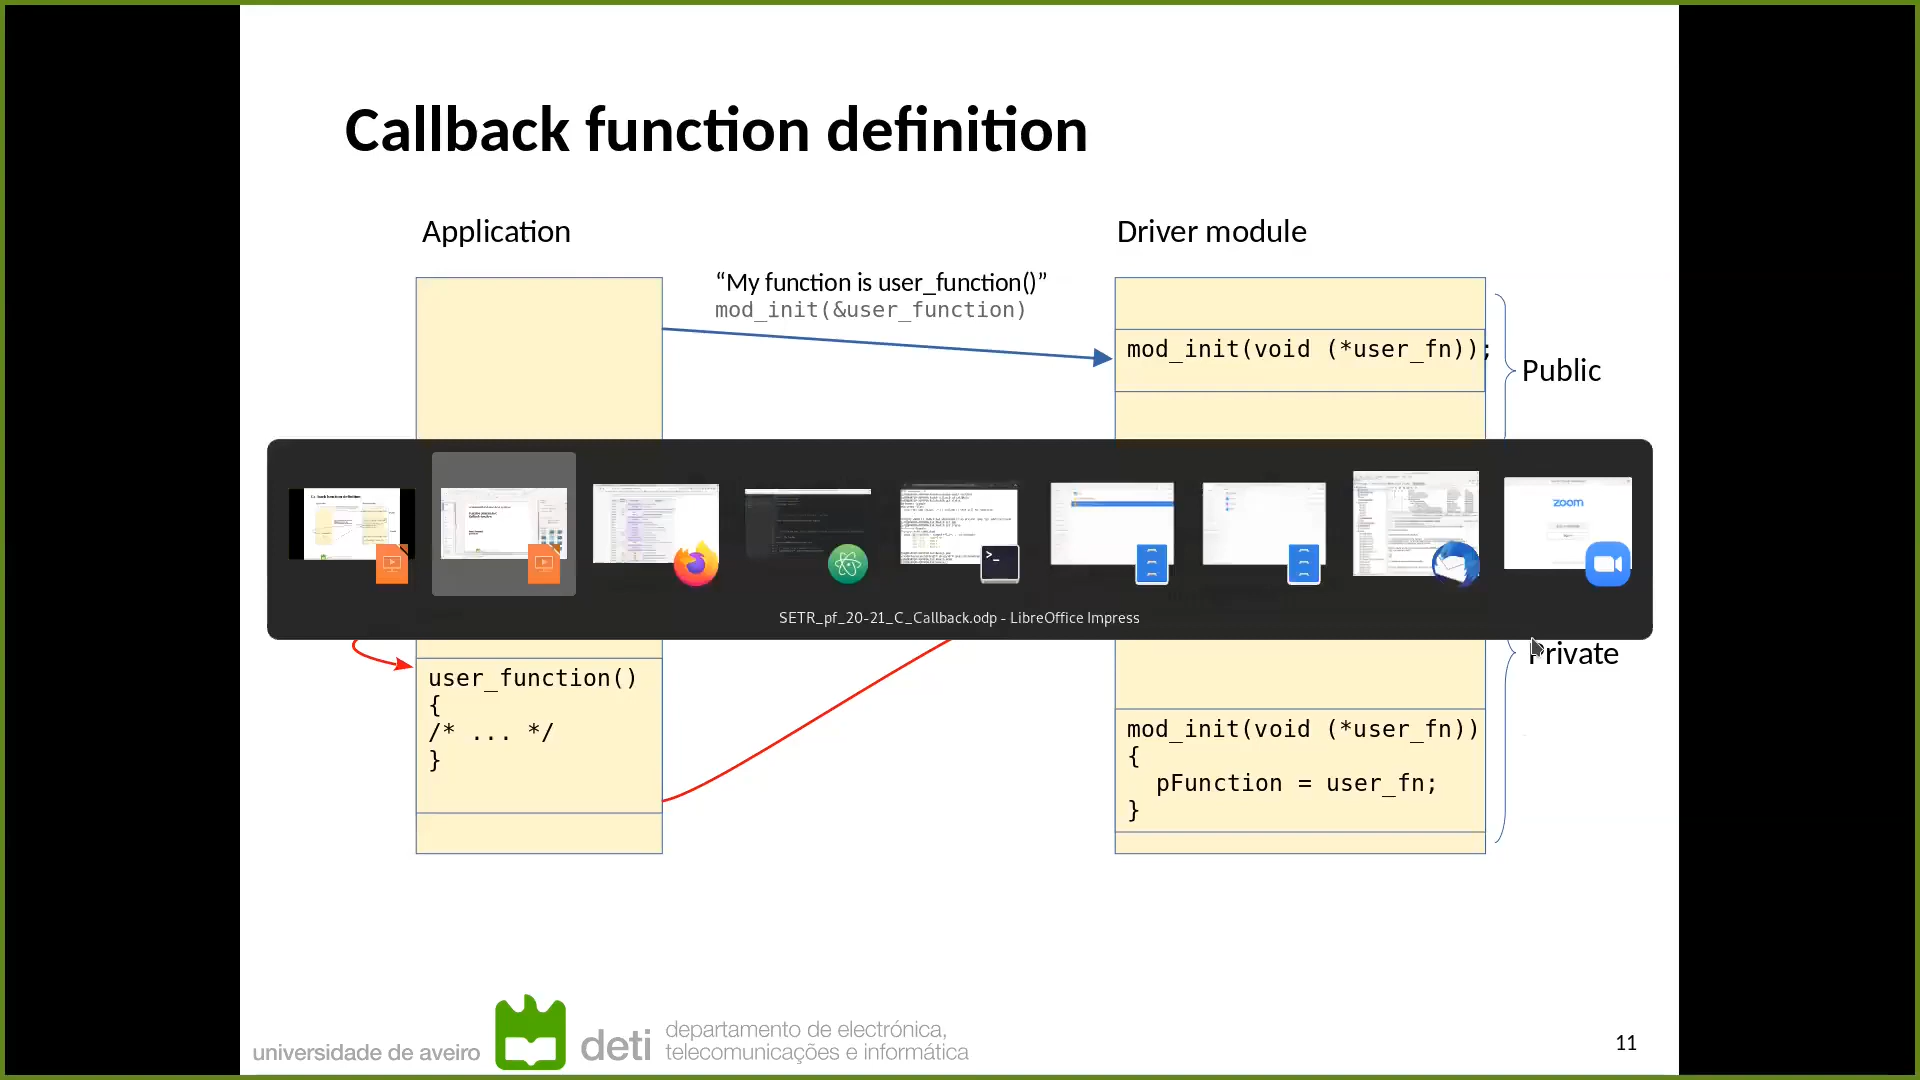 Callback function definition
Application
Driver module
“My function is user_function()”
mod_init(&user_function)
mod_init(void (*user_fn));
Public
zoom
SETR_pf_20-21_C_Callback.odp - LibreOffice Impress
Private
user_function()
{
/* ... */
}
mod_init(void (*user_fn))
{
pFunction = user_fn;
}
universidade de aveiro
deti
departamento de electrónica,
telecomunicações e informática
11